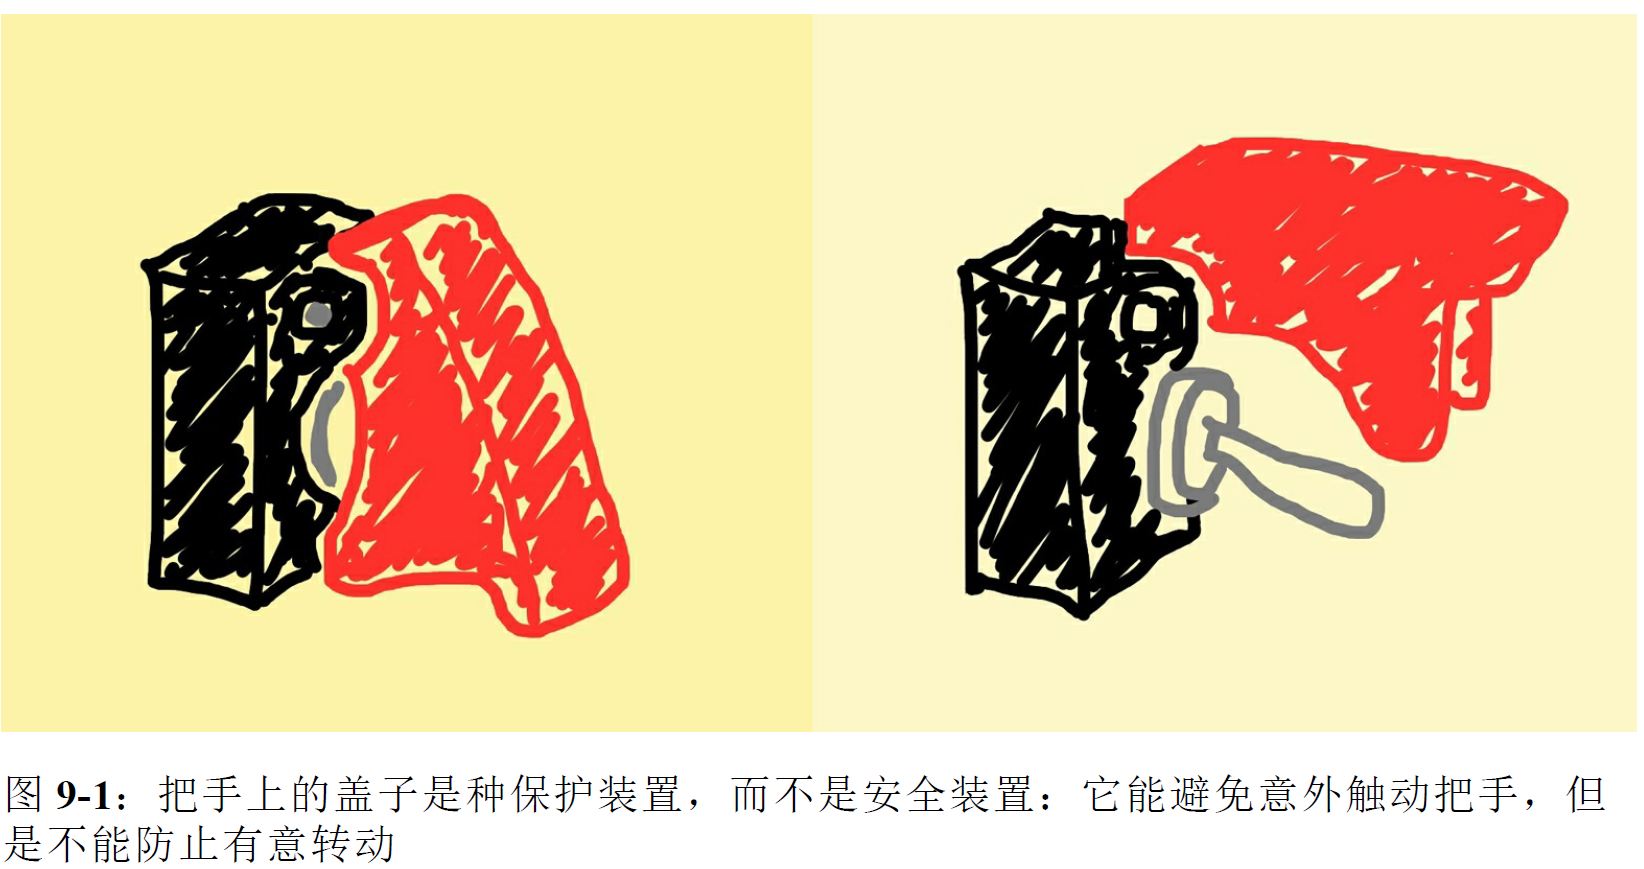 图 9-1：把手上的盖子是种保护装置，而不是安全装置：它能避免意外触动把手，但
是不能防止有意转动